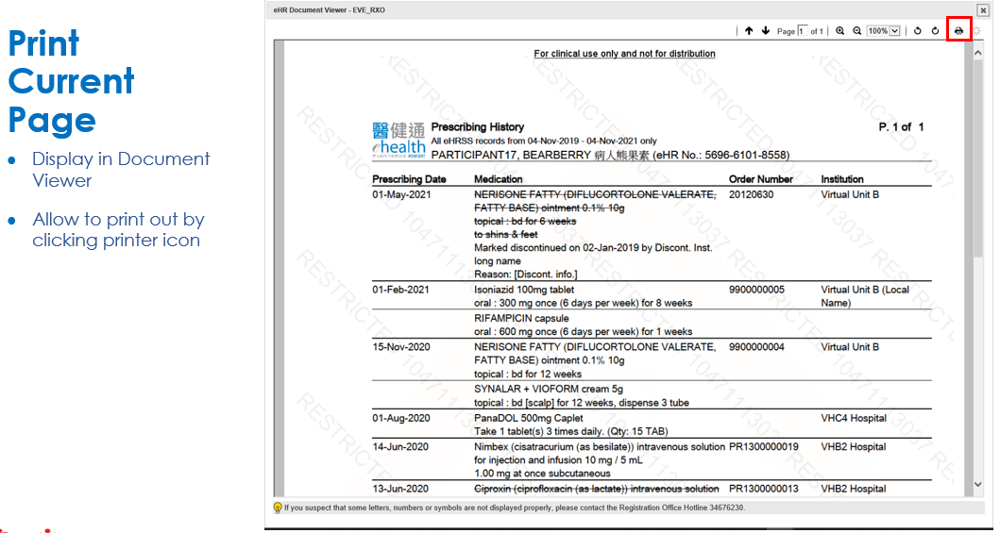 Print
Current
Page
• Display in Document
Viewer
• Allow to print out by
clicking printer icon
eHR Document Viewer - EVE_RXO
Page 1 of 1 100%
For clinical use only and not for distribution
醫健通
ehealth
Prescribing History
P. 1 of 1
All eHRSS records from 04-Nov-2019 - 04-Nov-2021 only
PARTICIPANT17, BEARBERRY 病人熊果素 (eHR No.: 5696-6101-8558)
Prescribing Date Medication Order Number Institution
01-May-2021 NERISONE FATTY (DIFLUCORTOLONE VALERATE, 20120630 Virtual Unit B
FATTY BASE) ointment 0.1% 10g
topical : bd for 6 weeks
to shins & feet
Marked discontinued on 02-Jan-2019 by Discont. Inst.
long name
Reason: [Discont. info.]
01-Feb-2021 Isoniazid 100mg tablet 9900000005 Virtual Unit B (Local
oral : 300 mg once (6 days per week) for 8 weeks Name)
RIFAMPICIN capsule
oral : 600 mg once (6 days per week) for 1 weeks
15-Nov-2020 NERISONE FATTY (DIFLUCORTOLONE VALERATE, 9900000004 Virtual Unit B
FATTY BASE) ointment 0.1% 10g
topical : bd for 12 weeks
SYNALAR + VIOFORM cream 5g
topical : bd [scalp] for 12 weeks, dispense 3 tube
01-Aug-2020 PanaDOL 500mg Caplet VHC4 Hospital
Take 1 tablet(s) 3 times daily. (Qty: 15 TAB)
14-Jun-2020 Nimbex (cisatracurium (as besilate)) intravenous solution PR1300000019 VHB2 Hospital
for injection and infusion 10 mg / 5 mL
1.00 mg at once subcutaneous
13-Jun-2020 Ciproxin (ciprofloxacin (as lactate)) intravenous solution PR1300000013 VHB2 Hospital
If you suspect that some letters, numbers or symbols are not displayed properly, please contact the Registration Office Hotline 34676230.